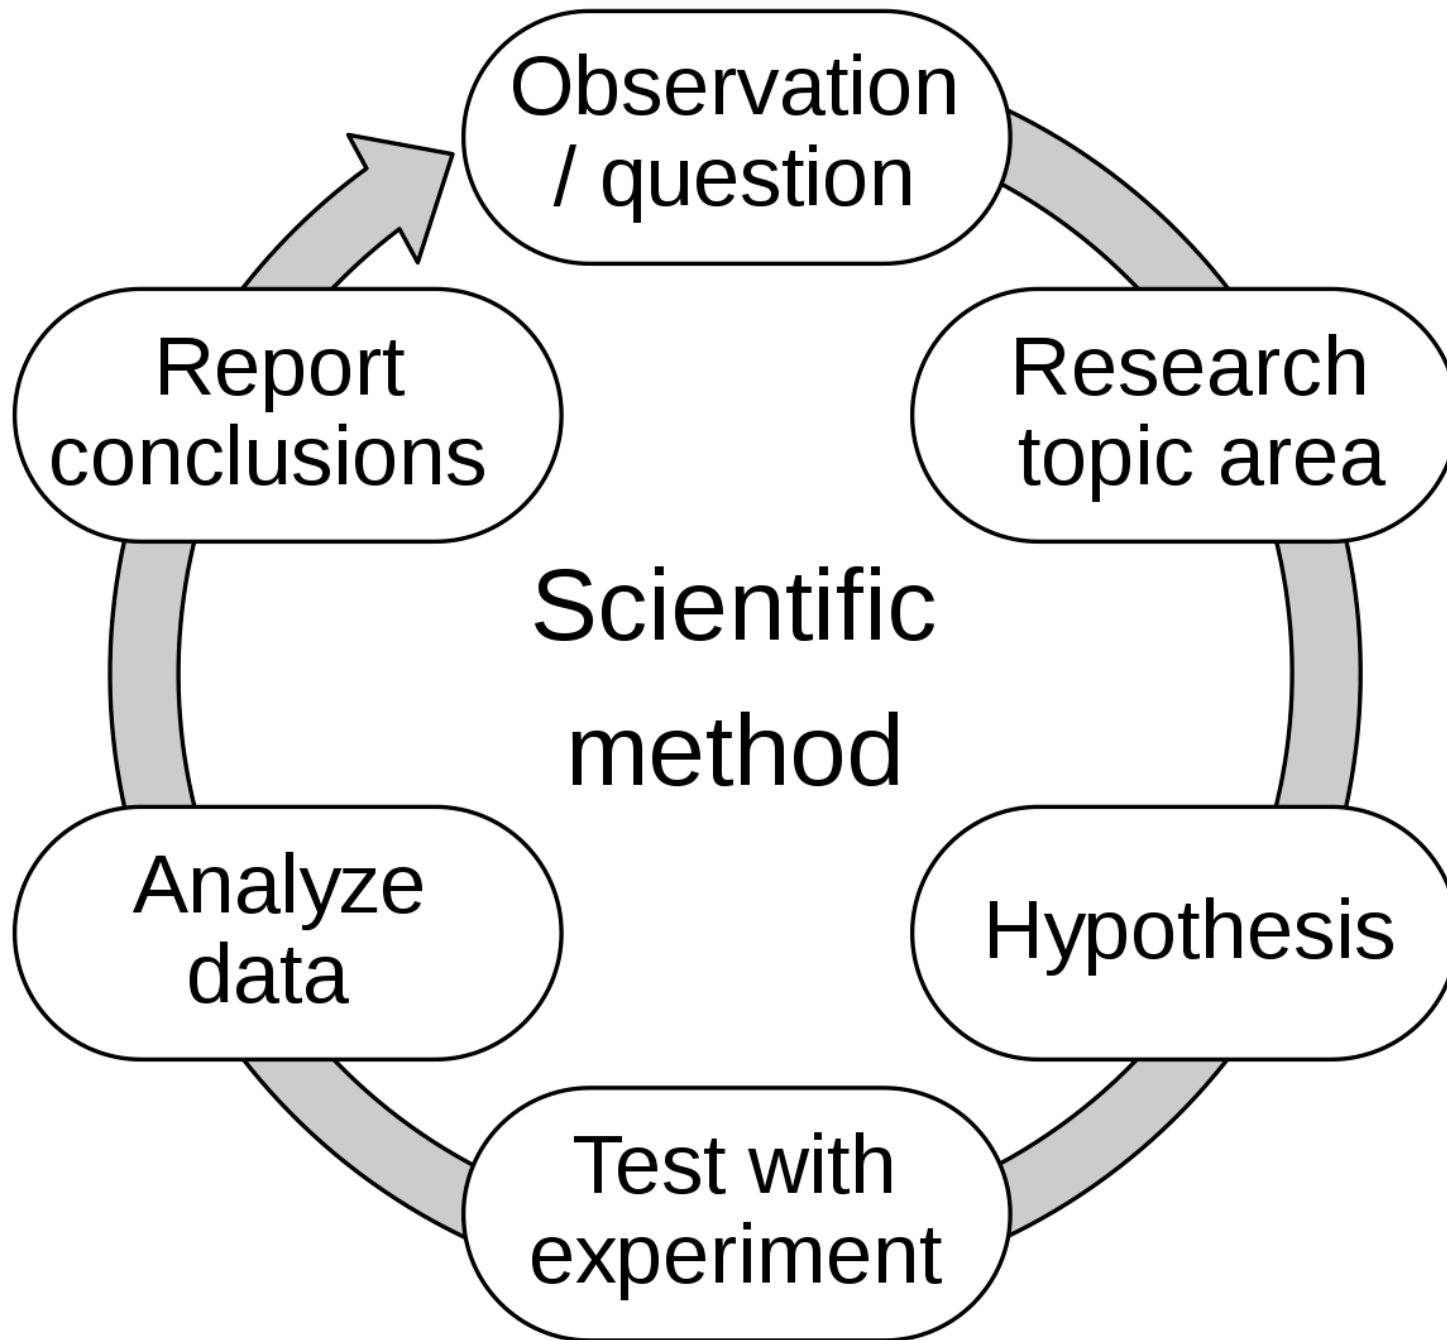 Observation
/ question
Research
topic area
Hypothesis
Test with
experiment
Analyze
data
Report
conclusions
Scientific
method